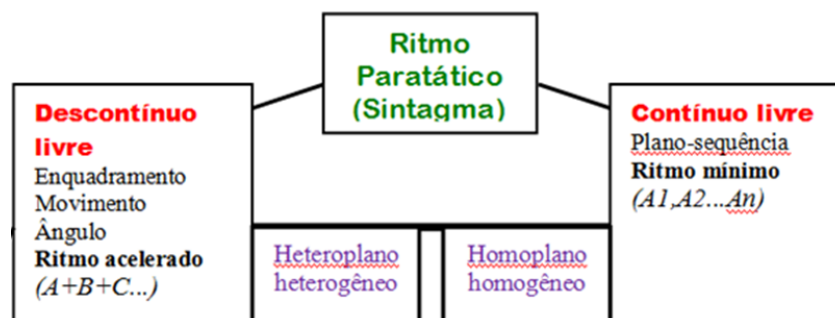 Ritmo
Paratático
(Sintagma)
Descontínuo
livre
Enquadramento
Movimento
Ângulo
Ritmo acelerado
(A+B+C...)
Contínuo livre
Plano-sequência
Ritmo mínimo
(A1,A2...An)
Heteroplano
heterogêneo
Homoplano
homogêneo